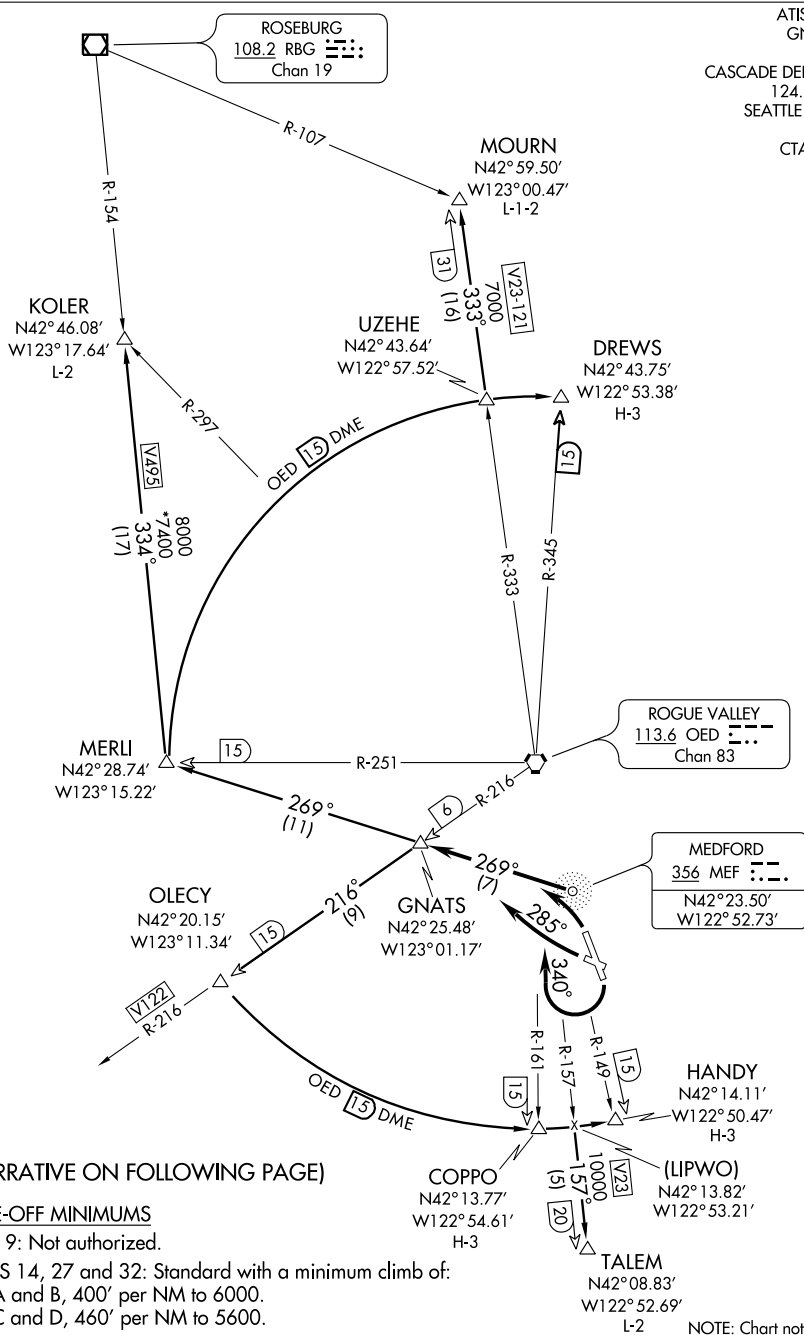 ATIS
GN
CASCADE DEP
124.
SEATTLE
CTA
ROSEBURG
108.2 RBG
Chan 19
R-107
R-154
MOURN
N42°59.50'
W123°00.47'
L-1-2
31
V23-121
7000
333°
(16)
KOLER
N42°46.08'
W123°17.64'
L-2
UZEHE
N42°43.64'
W122°57.52'
DREWS
N42°43.75'
W122°53.38'
H-3
R-297
OED 15 DME
15
V495
8000
*7400
334°
(17)
R-333
R-345
ROGUE VALLEY
113.6 OED
Chan 83
MERLI
N42°28.74'
W123°15.22'
15
R-251
R-216
6
269°
(11)
269°
(7)
MEDFORD
356 MEF
N42°23.50'
W122°52.73'
OLECY
N42°20.15'
W123°11.34'
216°
(9)
15
GNATS
N42°25.48'
W123°01.17'
285°
340°
V122
R-216
R-161
R-157
R-149
OED 15 DME
15
15
HANDY
N42°14.11'
W122°50.47'
H-3
COPPO
N42°13.77'
W122°54.61'
H-3
V23
10000
157°
(5)
20
(LIPWO)
N42°13.82'
W122°53.21'
TALEM
N42°08.83'
W122°52.69'
L-2
RRATIVE ON FOLLOWING PAGE)
E-OFF MINIMUMS
9: Not authorized.
S 14, 27 and 32: Standard with a minimum climb of:
A and B, 400' per NM to 6000.
C and D, 460' per NM to 5600.
NOTE: Chart not